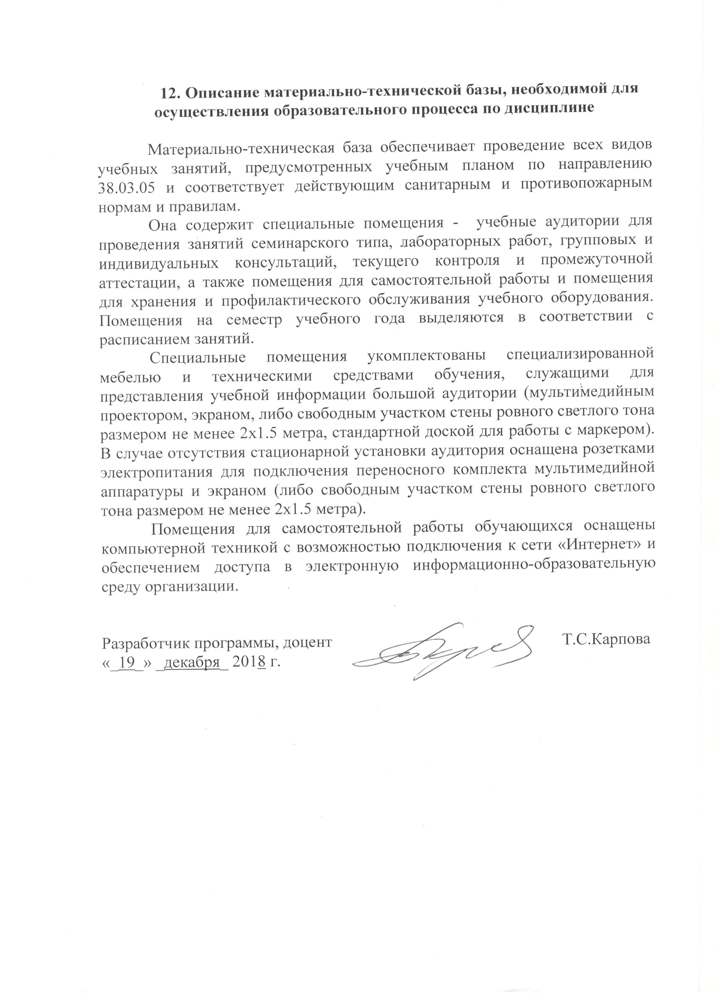 12. Описание материально-технической базы, необходимой для
осуществления образовательного процесса по дисциплине
Материально-техническая база обеспечивает проведение всех видов
учебных занятий, предусмотренных учебным планом по направлению
38.03.05 и соответствует действующим санитарным и противопожарным
нормам и правилам.
Она содержит специальные помещения - учебные аудитории для
проведения занятий семинарского типа, лабораторных работ, групповых и
индивидуальных консультаций, текущего контроля и промежуточной
аттестации, а также помещения для самостоятельной работы и помещения
для хранения и профилактического обслуживания учебного оборудования.
Помещения на семестр учебного года выделяются в соответствии с
расписанием занятий.
Специальные помещения укомплектованы специализированной
мебелью и техническими средствами обучения, служащими для
представления учебной информации большой аудитории (мультимедийным
проектором, экраном, либо свободным участком стены ровного светлого тона
размером не менее 2х1.5 метра, стандартной доской для работы с маркером).
В случае отсутствия стационарной установки аудитория оснащена розетками
электропитания для подключения переносного комплекта мультимедийной
аппаратуры и экраном (либо свободным участком стены ровного светлого
тона размером не менее 2х1.5 метра).
Помещения для самостоятельной работы обучающихся оснащены
компьютерной техникой с возможностью подключения к сети «Интернет» и
обеспечением доступа в электронную информационно-образовательную
среду организации.
Разработчик программы, доцент Т.С.Карпова
«_19_» _декабря_ 2018 г.